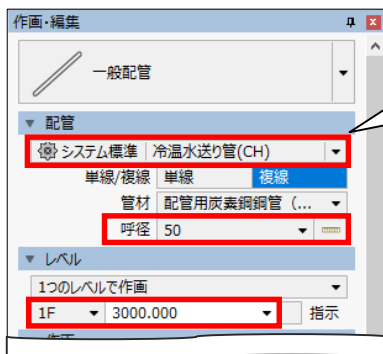 作画・編集
一般配管
配管
システム標準 冷温水送り管(CH)
単線/複線 単線 複線
管材 配管用炭素鋼鋼管 (...
呼径 50
レベル
1つのレベルで作画
1F 3000.000 指示